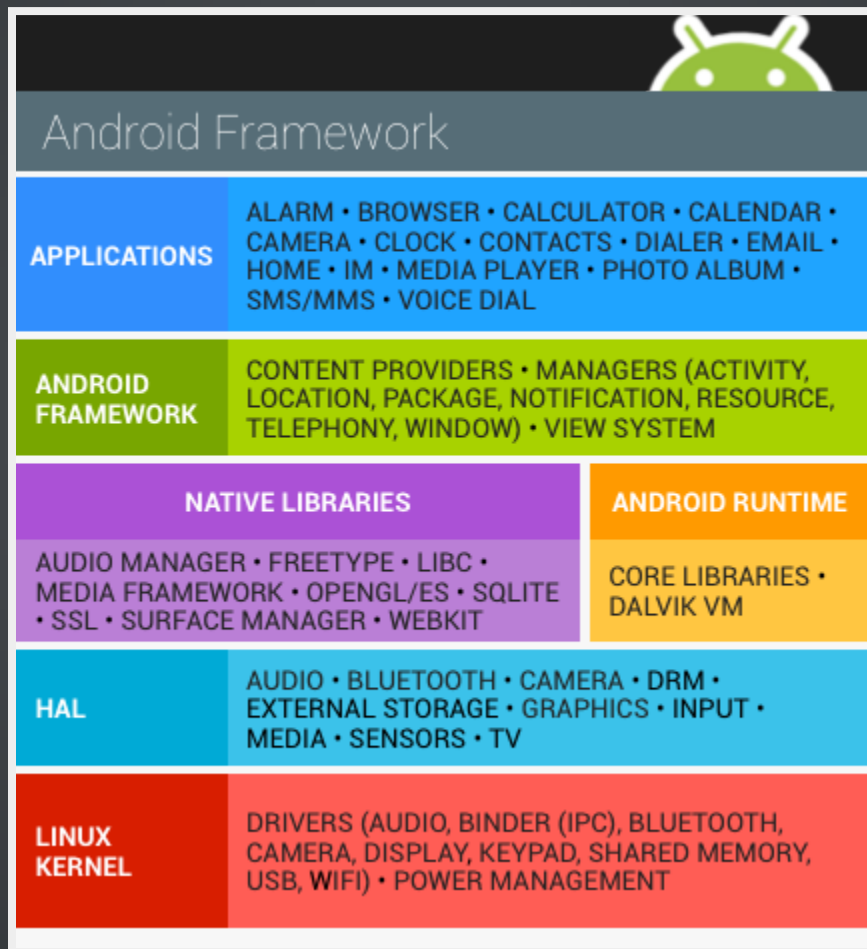 Android Framework
APPLICATIONS
ALARM • BROWSER • CALCULATOR • CALENDAR •
CAMERA • CLOCK • CONTACTS • DIALER • EMAIL •
HOME • IM • MEDIA PLAYER • PHOTO ALBUM •
SMS/MMS • VOICE DIAL
ANDROID
FRAMEWORK
CONTENT PROVIDERS • MANAGERS (ACTIVITY,
LOCATION, PACKAGE, NOTIFICATION, RESOURCE,
TELEPHONY, WINDOW) • VIEW SYSTEM
NATIVE LIBRARIES
AUDIO MANAGER • FREETYPE • LIBC •
MEDIA FRAMEWORK • OPENGL/ES • SQLITE
• SSL • SURFACE MANAGER • WEBKIT
ANDROID RUNTIME
CORE LIBRARIES •
DALVIK VM
HAL
AUDIO • BLUETOOTH • CAMERA • DRM •
EXTERNAL STORAGE • GRAPHICS • INPUT •
MEDIA • SENSORS • TV
LINUX
KERNEL
DRIVERS (AUDIO, BINDER (IPC), BLUETOOTH,
CAMERA, DISPLAY, KEYPAD, SHARED MEMORY,
USB, WIFI) • POWER MANAGEMENT